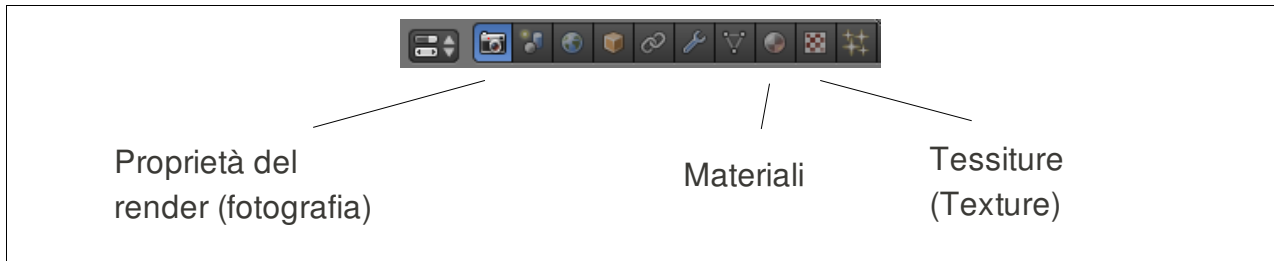 Proprietà del
render (fotografia)
Materiali
Tessiture
(Texture)